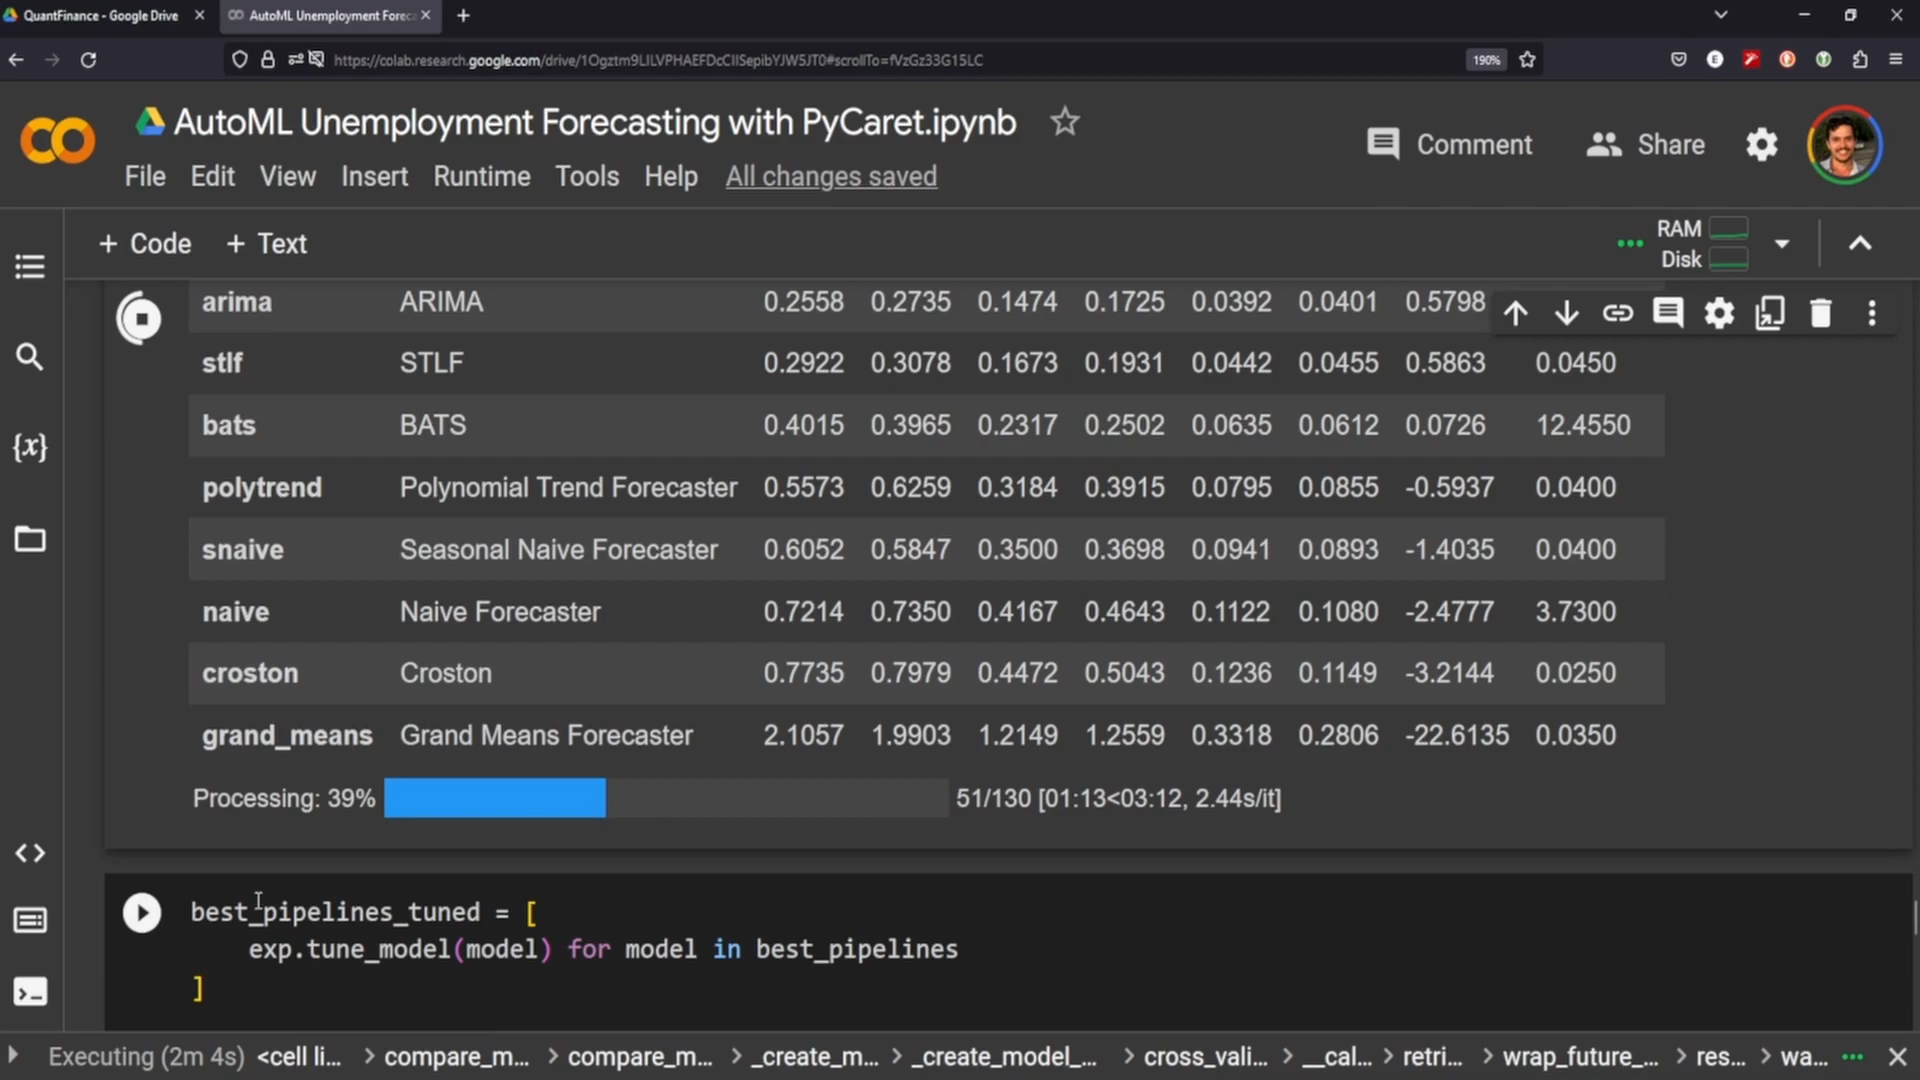 QuantFinance - Google Drive
AutoML Unemployment Forec
https://colab.research.google.com/drive/1Ogztm9LILVPHAEFDcCIISepibYJW5JT0#scrollTo=fVzGz33G15LC
190%
AutoML Unemployment Forecasting with PyCaret.ipynb
Comment
Share
File Edit View Insert Runtime Tools Help All changes saved
+ Code + Text
RAM
Disk
arima ARIMA 0.2558 0.2735 0.1474 0.1725 0.0392 0.0401 0.5798
stlf STLF 0.2922 0.3078 0.1673 0.1931 0.0442 0.0455 0.5863 0.0450
bats BATS 0.4015 0.3965 0.2317 0.2502 0.0635 0.0612 0.0726 12.4550
polytrend Polynomial Trend Forecaster 0.5573 0.6259 0.3184 0.3915 0.0795 0.0855 -0.5937 0.0400
snaive Seasonal Naive Forecaster 0.6052 0.5847 0.3500 0.3698 0.0941 0.0893 -1.4035 0.0400
naive Naive Forecaster 0.7214 0.7350 0.4167 0.4643 0.1122 0.1080 -2.4777 3.7300
croston Croston 0.7735 0.7979 0.4472 0.5043 0.1236 0.1149 -3.2144 0.0250
grand_means Grand Means Forecaster 2.1057 1.9903 1.2149 1.2559 0.3318 0.2806 -22.6135 0.0350
Processing: 39% 51/130 [01:13<03:12, 2.44s/it]
best_pipelines_tuned = [
exp.tune_model(model) for model in best_pipelines
]
Executing (2m 4s) <cell li... > compare_m... > compare_m... > _create_m... > _create_model_... > cross_vali... > __cal... > retri... > wrap_future_... > res... > wa...